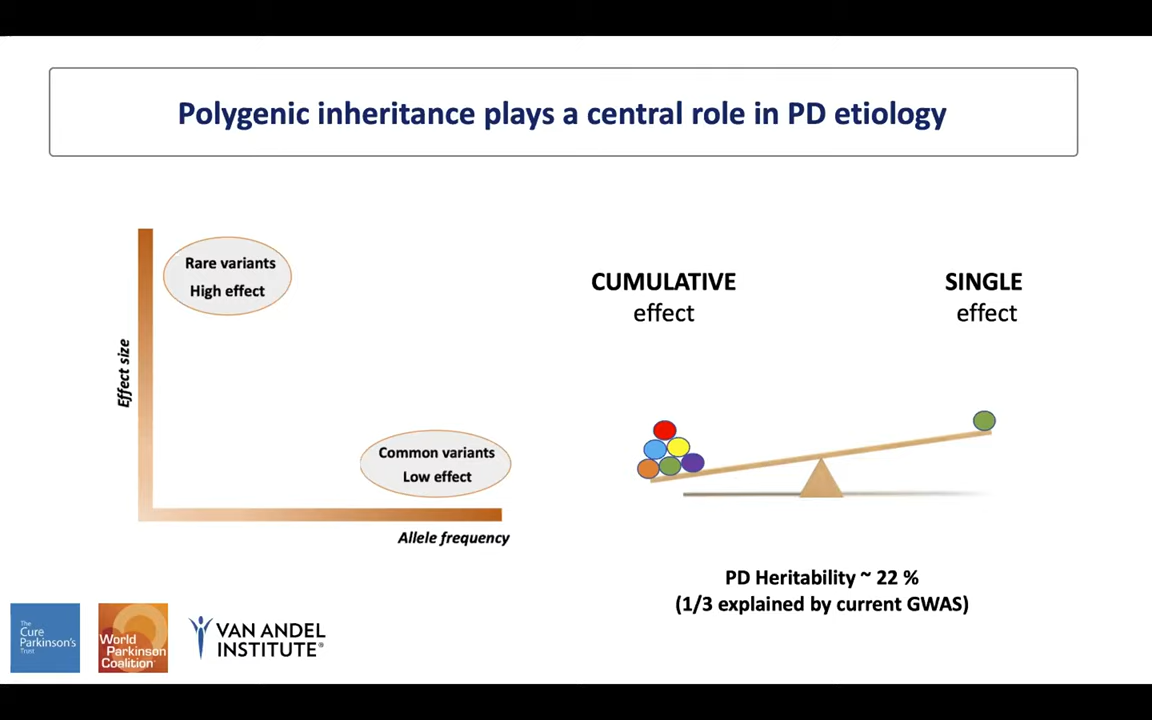 Polygenic inheritance plays a central role in PD etiology
Rare variants
High effect
Effect size
Common variants
Low effect
Allele frequency
CUMULATIVE
effect
SINGLE
effect
PD Heritability ~ 22 %
(1/3 explained by current GWAS)
The
Cure
Parkinson's
Trust
World
Parkinson
Coalition
VAN ANDEL
INSTITUTE®